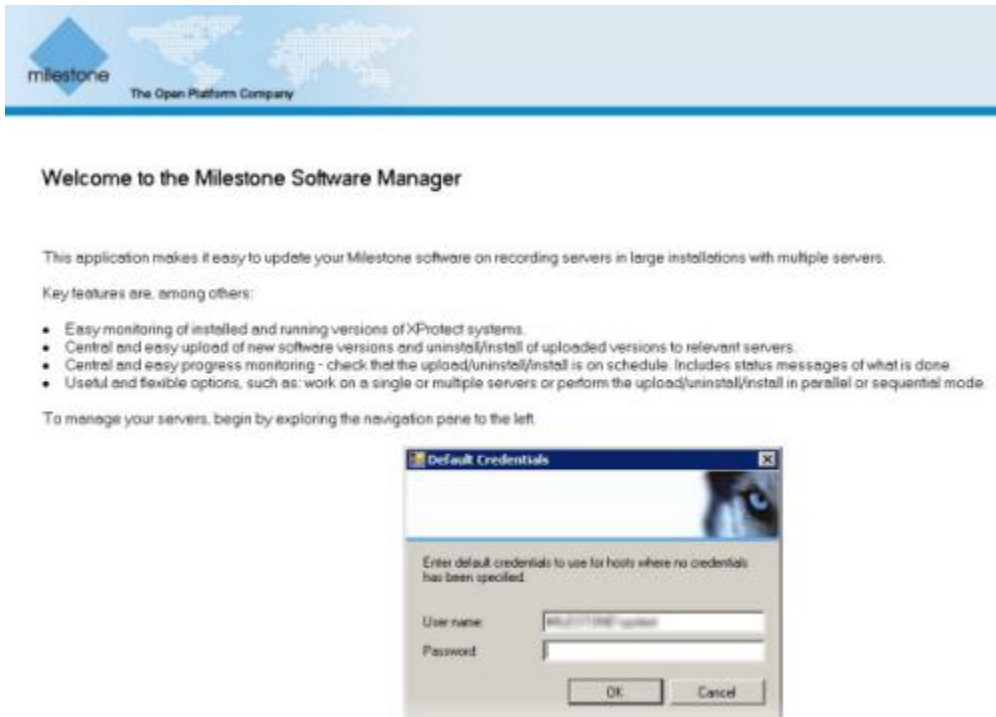 milestone
The Open Platform Company
Welcome to the Milestone Software Manager
This application makes it easy to update your Milestone software on recording servers in large installations with multiple servers.
Key features are, among others:
• Easy monitoring of installed and running versions of XProtect systems.
• Central and easy upload of new software versions and uninstall/install of uploaded versions to relevant servers.
• Central and easy progress monitoring - check that the upload/uninstall/install is on schedule. Includes status messages of what is done.
• Useful and flexible options, such as: work on a single or multiple servers or perform the upload/uninstall/install in parallel or sequential mode.
To manage your servers, begin by exploring the navigation pane to the left.
Default Credentials
Enter default credentials to use for hosts where no credentials
has been specified.
User name:
Password:
OK
Cancel